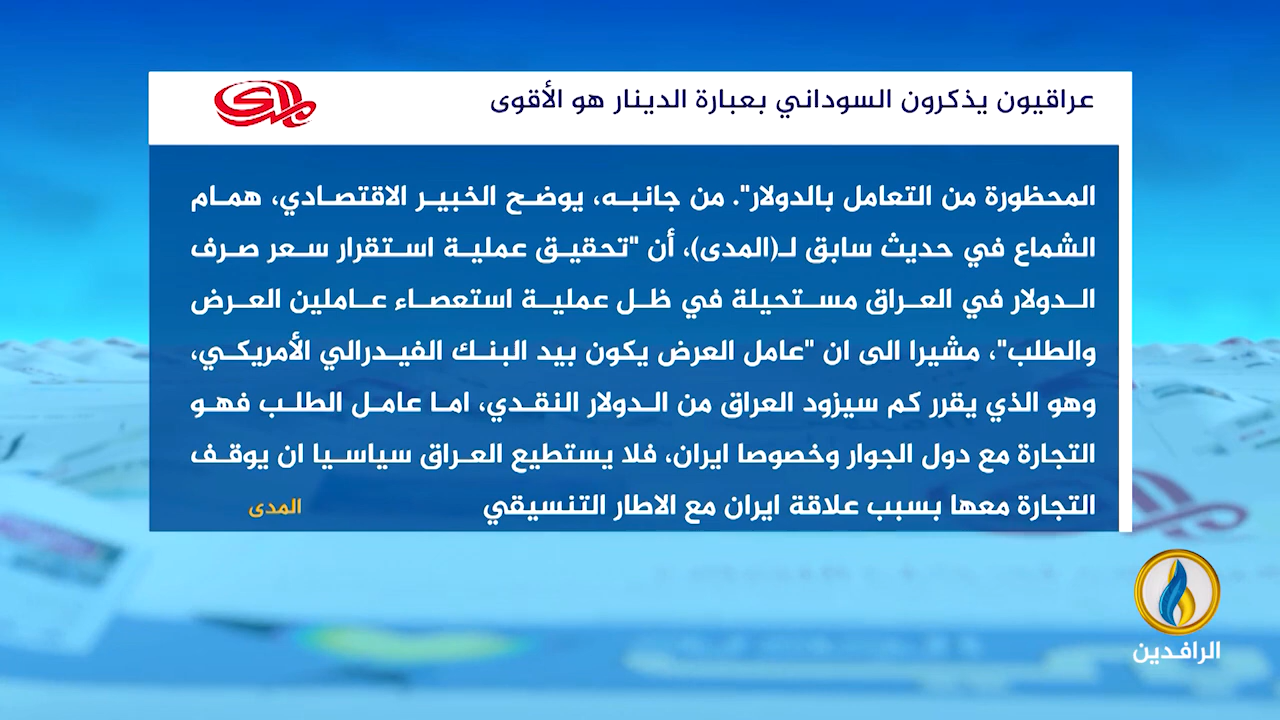 عراقيون يذكرون السوداني بعبارة الدينار هو الأقوى
المدى
المحظورة من التعامل بالدولار". من جانبه، يوضح الخبير الاقتصادي، همام
الشماع في حديث سابق لـ(المدى)، أن "تحقيق عملية استقرار سعر صرف
الدولار في العراق مستحيلة في ظل عملية استعصاء عاملين العرض
والطلب"، مشيرا الى ان "عامل العرض يكون بيد البنك الفيدرالي الأمريكي،
وهو الذي يقرر كم سيزود العراق من الدولار النقدي، اما عامل الطلب فهو
التجارة مع دول الجوار وخصوصا ايران، فلا يستطيع العراق سياسيا ان يوقف
التجارة معها بسبب علاقة ايران مع الاطار التنسيقي
المدى
الرافدين